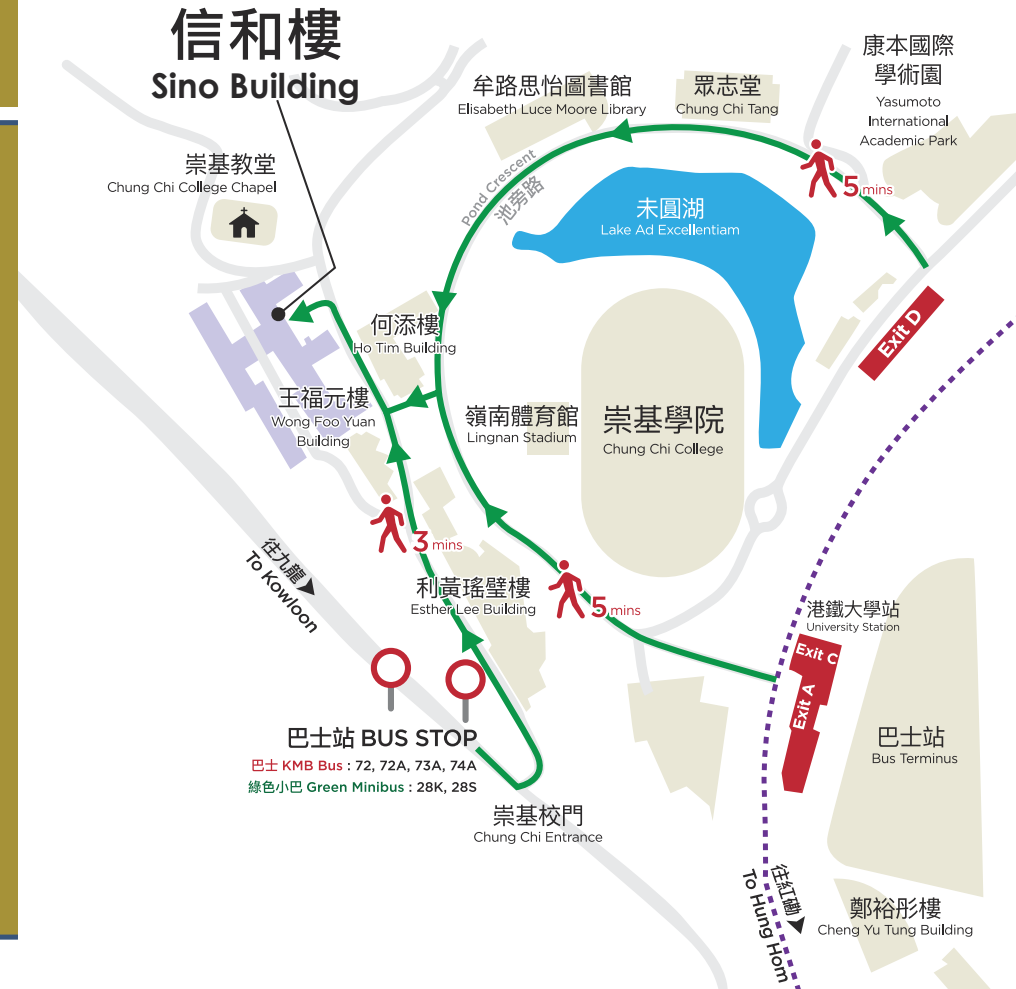 信和樓
Sino Building
康本國際
學術園
Yasumoto
International
Academic Park
牟路思怡圖書館
Elisabeth Luce Moore Library
眾志堂
Chung Chi Tang
崇基教堂
Chung Chi College Chapel
Pond Crescent
池旁路
5 mins
未圓湖
Lake Ad Excellentiam
Exit D
何添樓
Ho Tim Building
王福元樓
Wong Foo Yuan
Building
嶺南體育館
Lingnan Stadium
崇基學院
Chung Chi College
3 mins
往九龍
To Kowloon
利黃瑤璧樓
Esther Lee Building
5 mins
港鐵大學站
University Station
Exit C
Exit A
巴士站 BUS STOP
巴士 KMB Bus : 72, 72A, 73A, 74A
綠色小巴 Green Minibus : 28K, 28S
巴士站
Bus Terminus
崇基校門
Chung Chi Entrance
往紅磡
To Hung Hom
鄭裕彤樓
Cheng Yu Tung Building